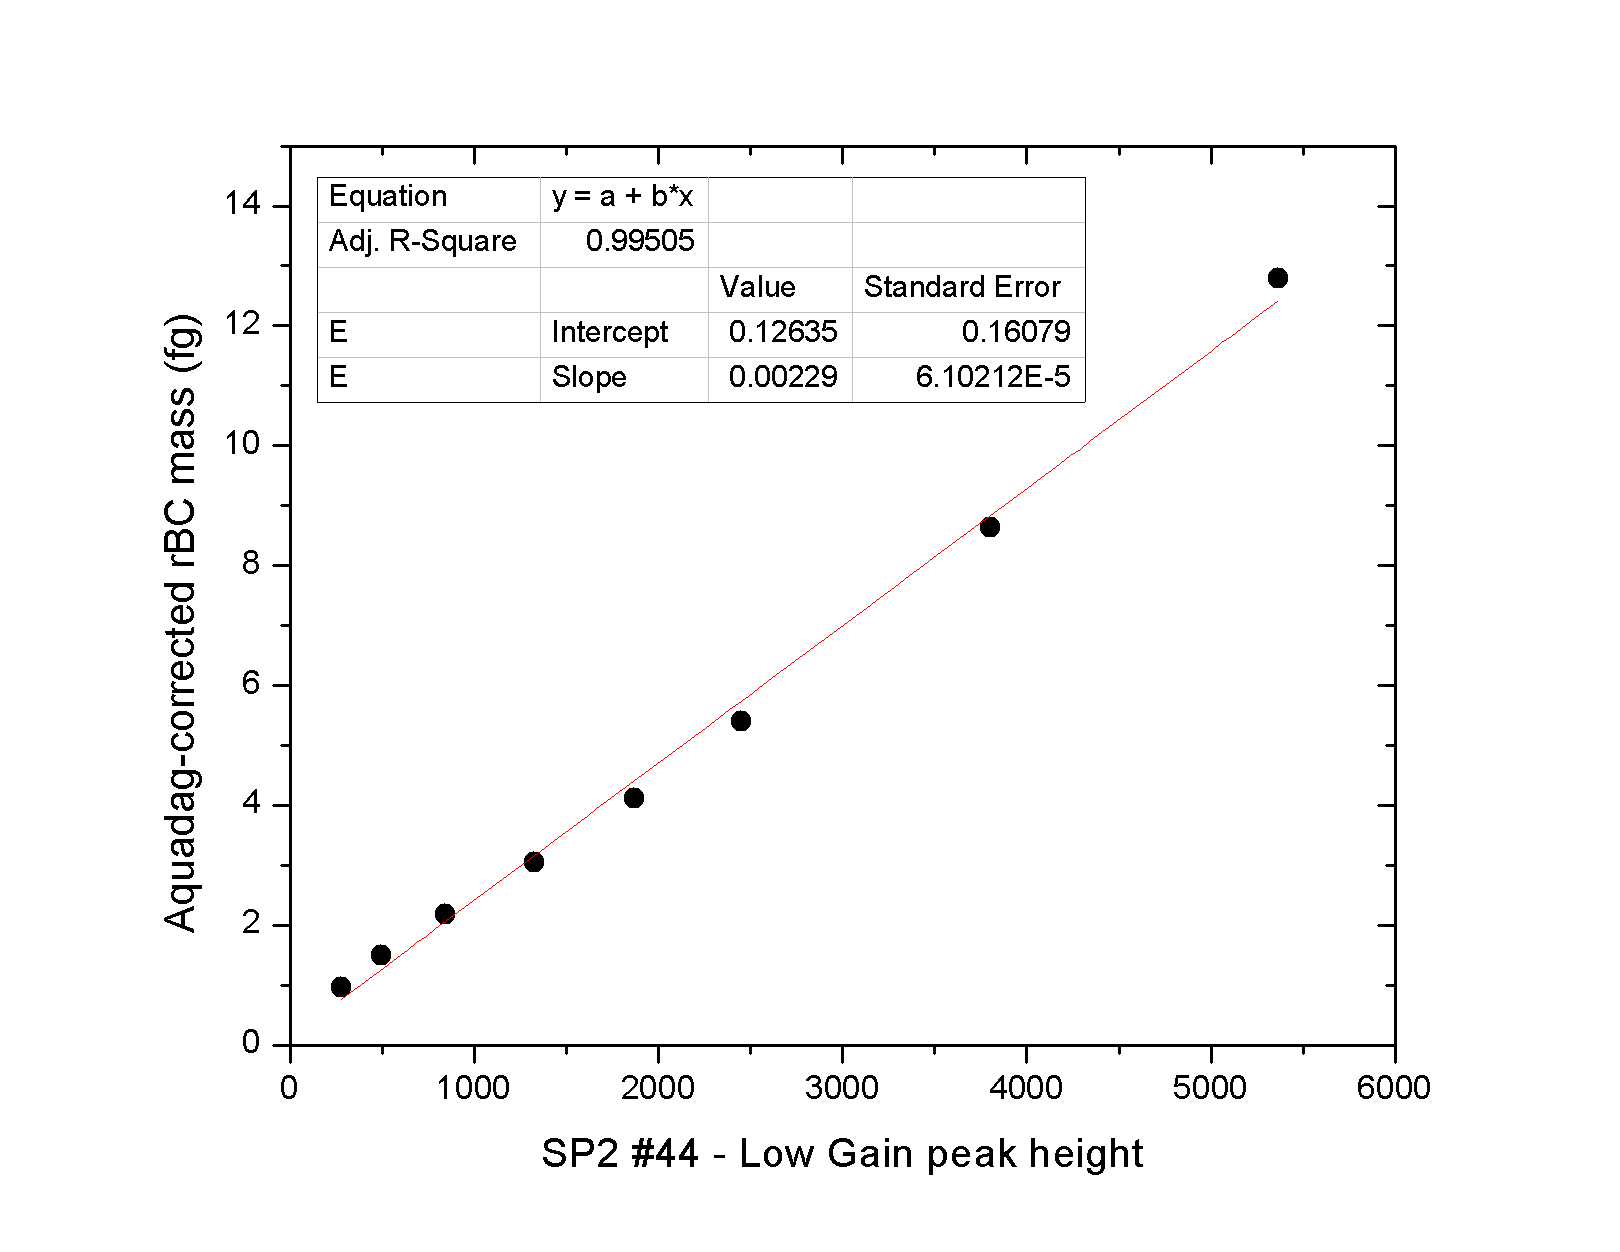 Equation y = a + b*x
Adj. R-Square 0.99505
Value Standard Error
E Intercept 0.12635 0.16079
E Slope 0.00229 6.10212E-5
14
12
10
8
6
4
2
0
Aquadag-corrected rBC mass (fg)
0 1000 2000 3000 4000 5000 6000
SP2 #44 - Low Gain peak height